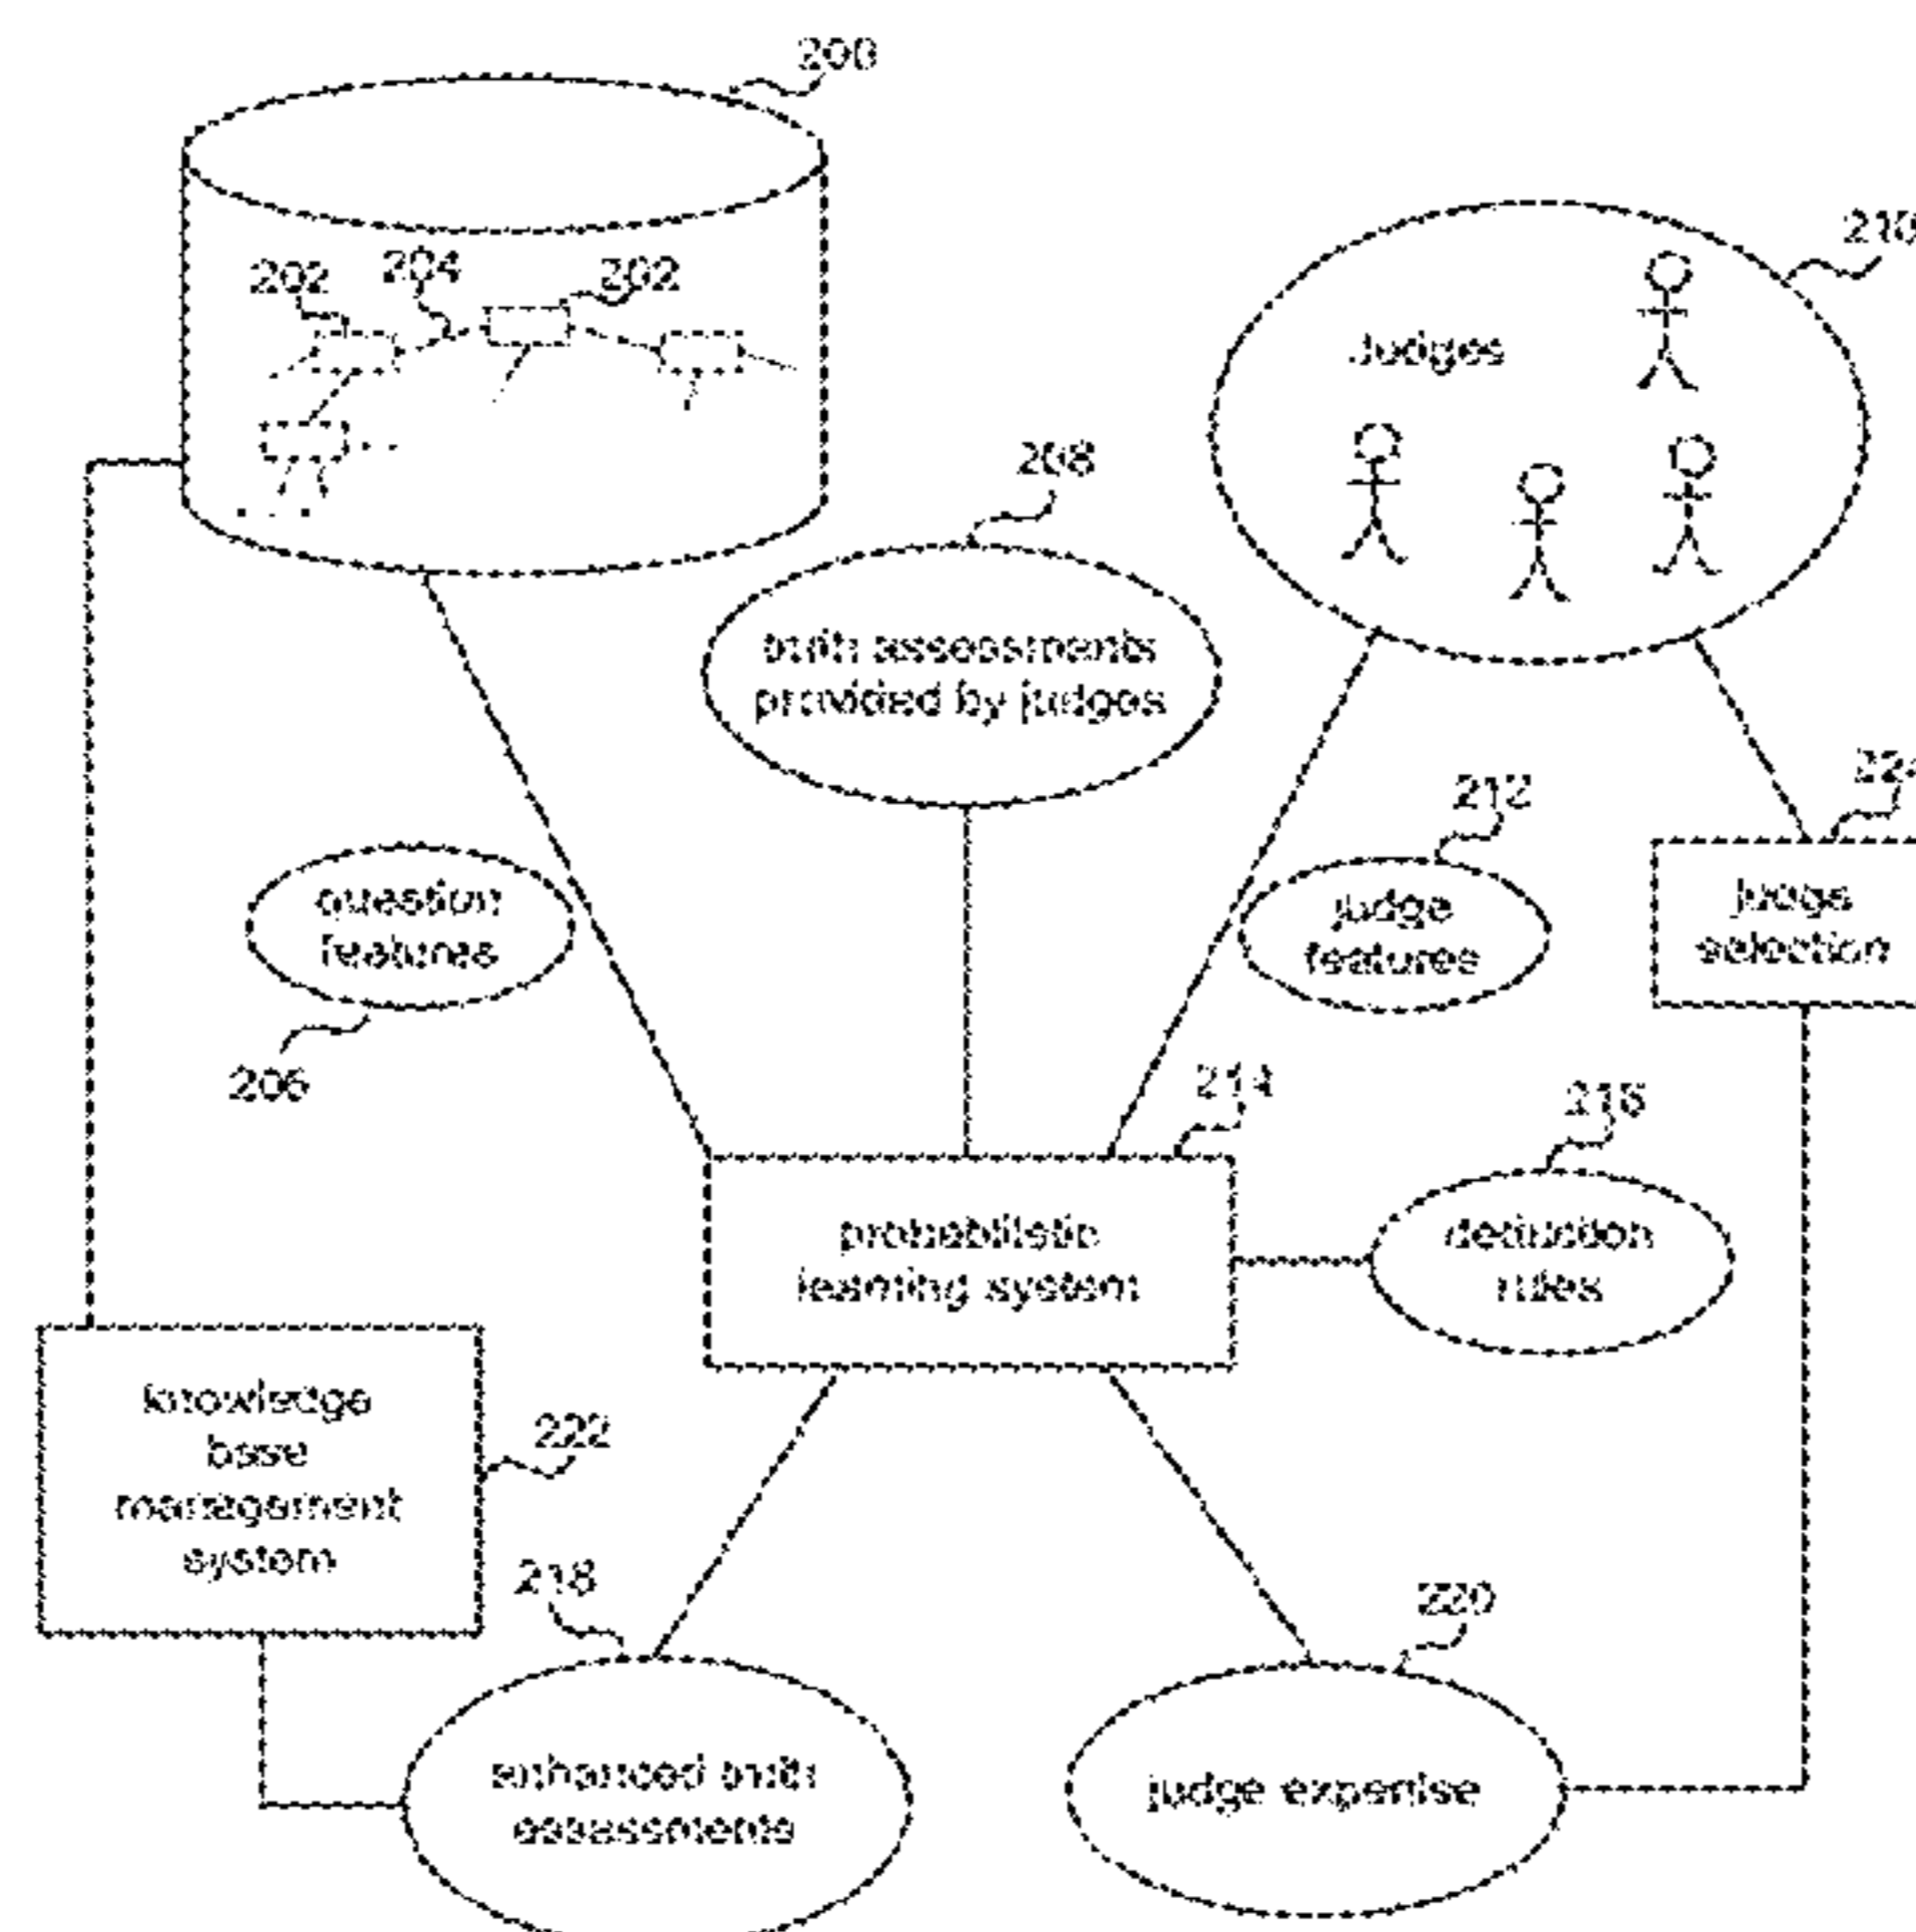 200
202
204
202
210
Judges
208
truth assessments
provided by judges
212
question
features
judge
features
judge
selection
206
214
216
probabilistic
learning system
deduction
rules
knowledge
base
management
system
222
218
220
enhanced truth
assessments
judge expertise